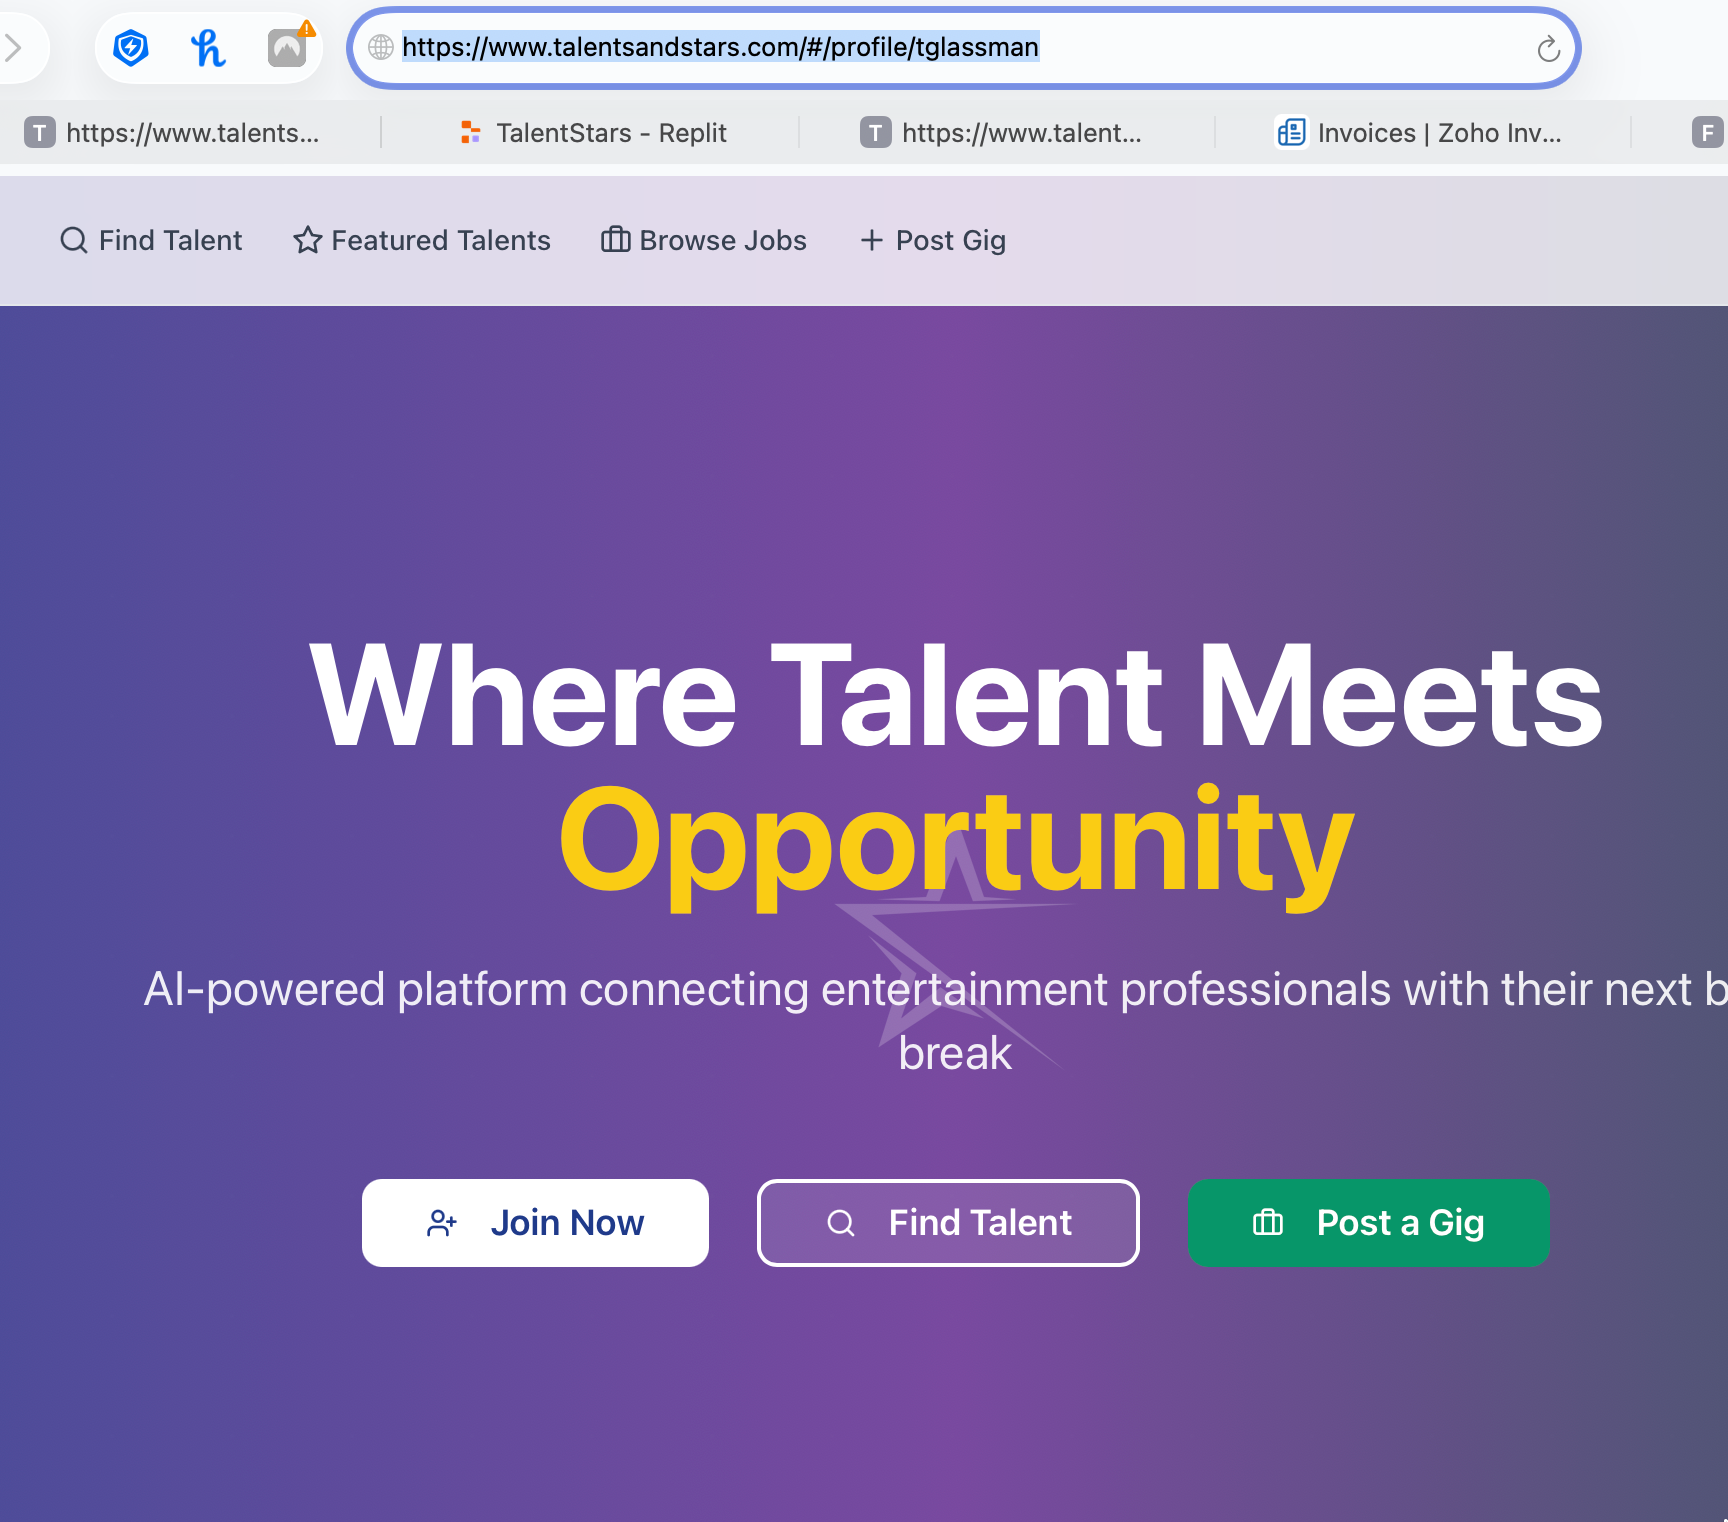 https://www.talentsandstars.com/#/profile/tglassman
T https://www.talents...
TalentStars - Replit
T https://www.talent...
Invoices | Zoho Inv...
F
Find Talent
Featured Talents
Browse Jobs
Post Gig
Where Talent Meets
Opportunity
AI-powered platform connecting entertainment professionals with their next b
break
Join Now
Find Talent
Post a Gig